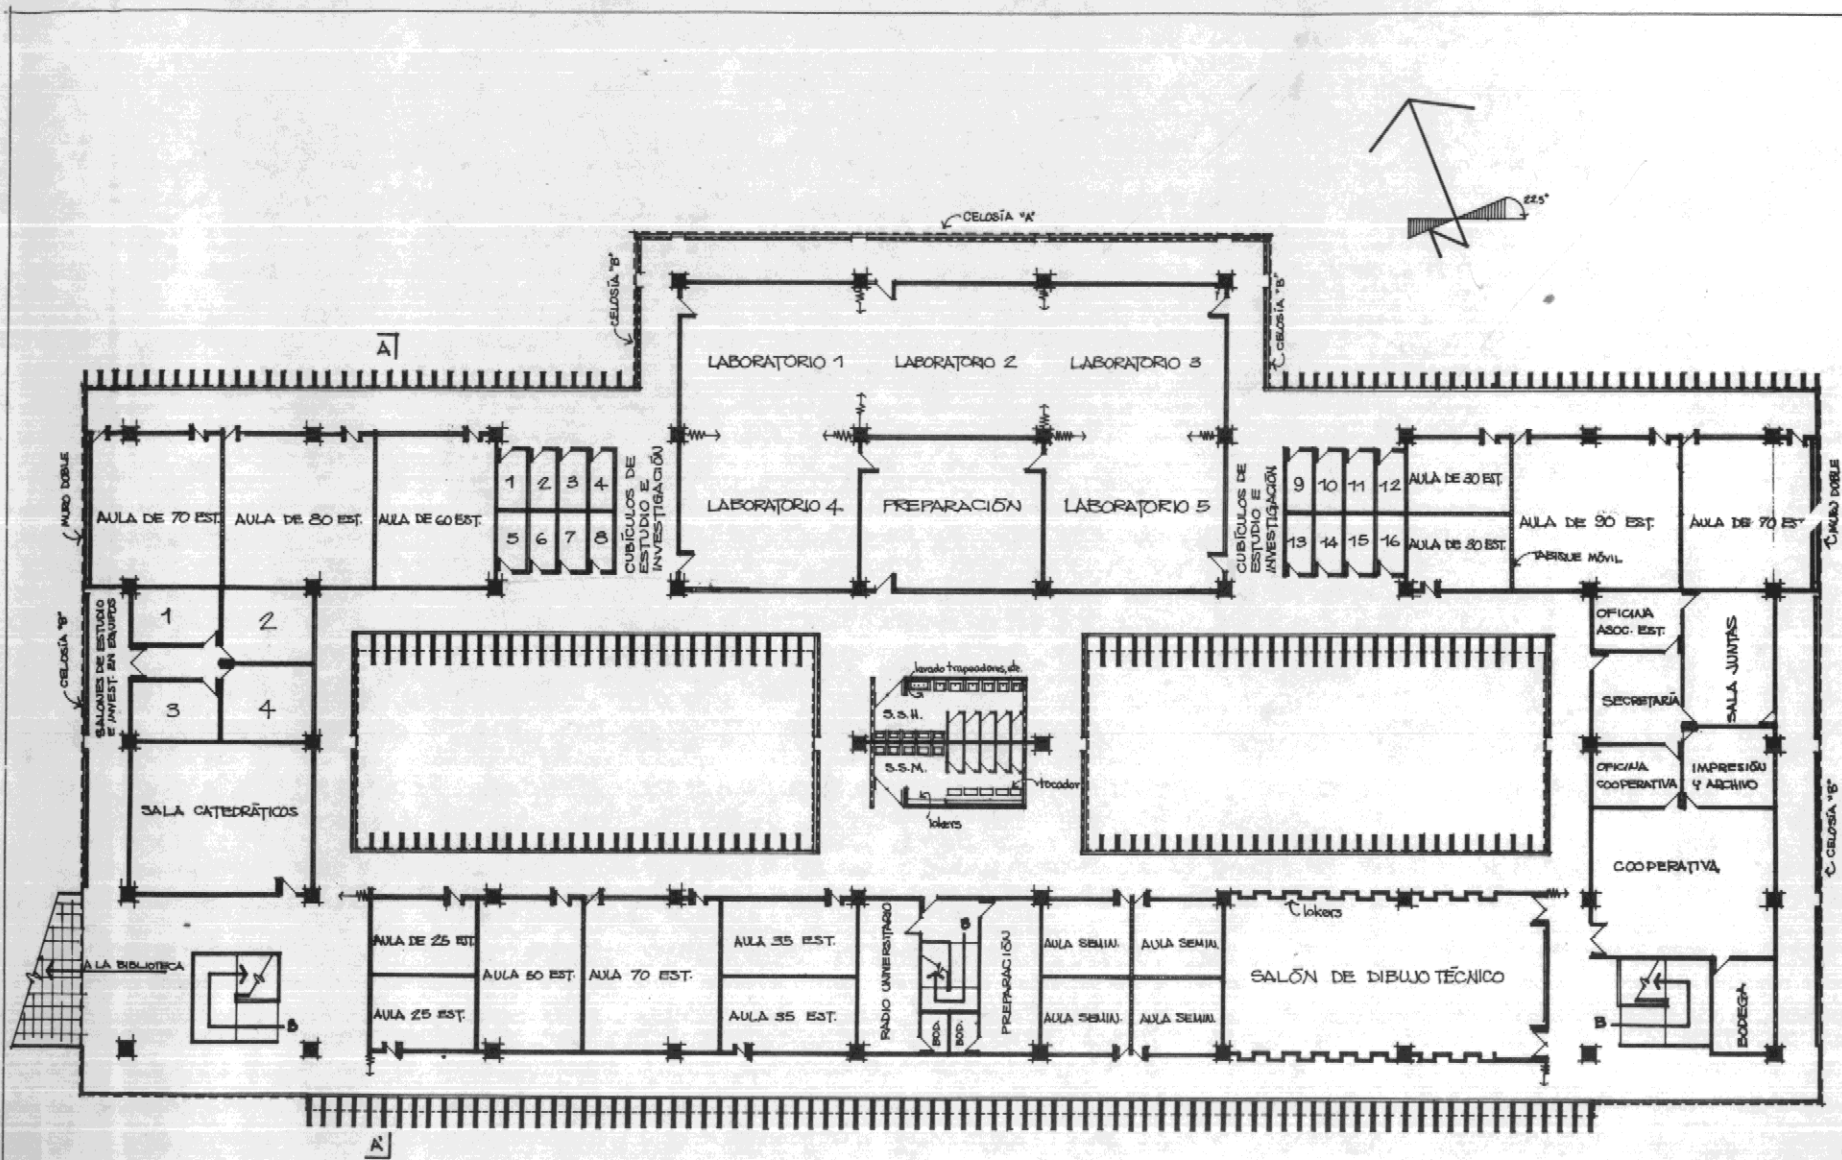 CELOSÍA "A"
22.5°
CELOSÍA "B"
CELOSÍA "B"
A
LABORATORIO 1
LABORATORIO 2
LABORATORIO 3
MURO DOBLE
AULA DE 70 EST.
AULA DE 80 EST.
AULA DE 60 EST.
1
2
3
4
5
6
7
8
CUBÍCULOS DE
ESTUDIO E
INVESTIGACIÓN
LABORATORIO 4
PREPARACIÓN
LABORATORIO 5
CUBÍCULOS DE
ESTUDIO E
INVESTIGACIÓN
9
10
11
12
13
14
15
16
AULA DE 30 EST.
AULA DE 30 EST.
AULA DE 90 EST.
TABIQUE MÓVIL
AULA DE 70 EST
MURO DOBLE
CELOSÍA "B"
SALONES DE ESTUDIO
E INVEST. EN EQUIPOS
1
2
3
4
SALA CATEDRÁTICOS
lavado trapeadores, etc.
S.S.H.
S.S.M.
tocador
lokers
OFICINA
ASOC. EST.
SALA JUNTAS
SECRETARÍA
OFICINA
COOPERATIVA
IMPRESIÓN
Y ARCHIVO
COOPERATIVA
CELOSÍA "B"
A LA BIBLIOTECA
B
AULA DE 25 EST.
AULA 25 EST.
AULA 60 EST.
AULA 70 EST.
AULA 35 EST.
AULA 35 EST.
RADIO UNIVERSITARIO
B
BOD.
BOD.
PREPARACIÓN
AULA SEMIN.
AULA SEMIN.
AULA SEMIN.
AULA SEMIN.
lokers
SALÓN DE DIBUJO TÉCNICO
B
BODEGA
A'